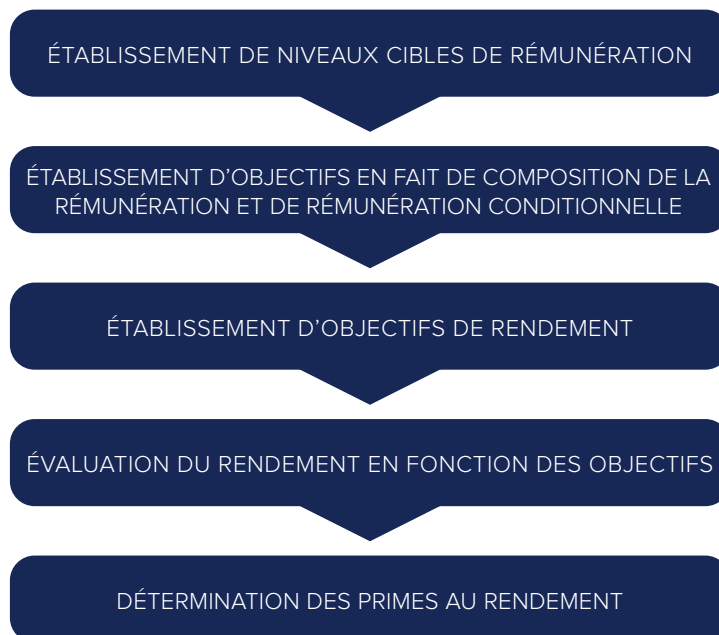 ÉTABLISSEMENT DE NIVEAUX CIBLES DE RÉMUNÉRATION
ÉTABLISSEMENT D’OBJECTIFS EN FAIT DE COMPOSITION DE LA
RÉMUNÉRATION ET DE RÉMUNÉRATION CONDITIONNELLE
ÉTABLISSEMENT D’OBJECTIFS DE RENDEMENT
ÉVALUATION DU RENDEMENT EN FONCTION DES OBJECTIFS
DÉTERMINATION DES PRIMES AU RENDEMENT